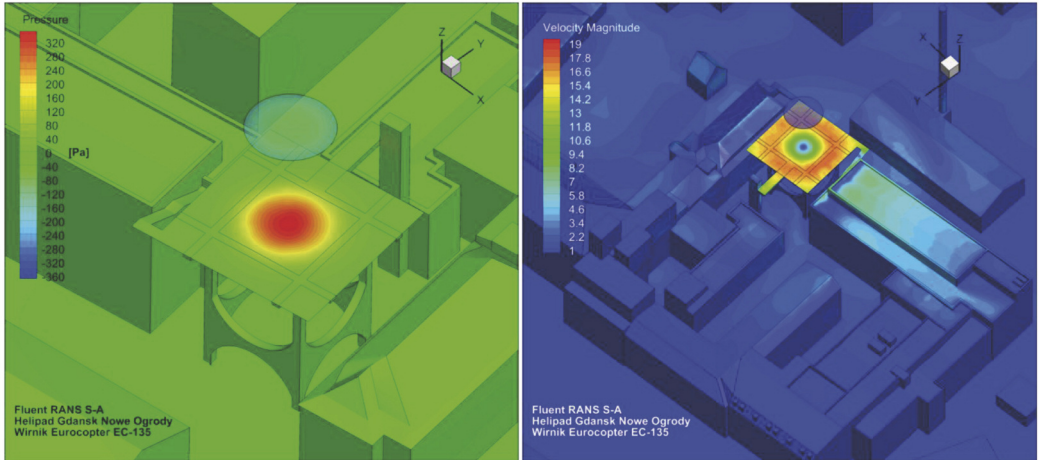 Pressure
Z
Y
X
320
280
240
200
160
120
80
40
0
-40
-80
-120
-160
-200
-240
-280
-320
-360
[Pa]
Fluent RANS S-A
Helipad Gdansk Nowe Ogrody
Wirnik Eurocopter EC-135
Velocity Magnitude
X
Z
Y
19
17.8
16.6
15.4
14.2
13
11.8
10.6
9.4
8.2
7
5.8
4.6
3.4
2.2
1
Fluent RANS S-A
Helipad Gdansk Nowe Ogrody
Wirnik Eurocopter EC-135